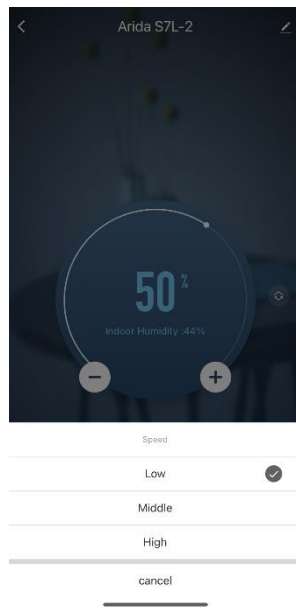 Arida S7L-2
50 %
Indoor Humidity :44%
Speed
Low
Middle
High
cancel